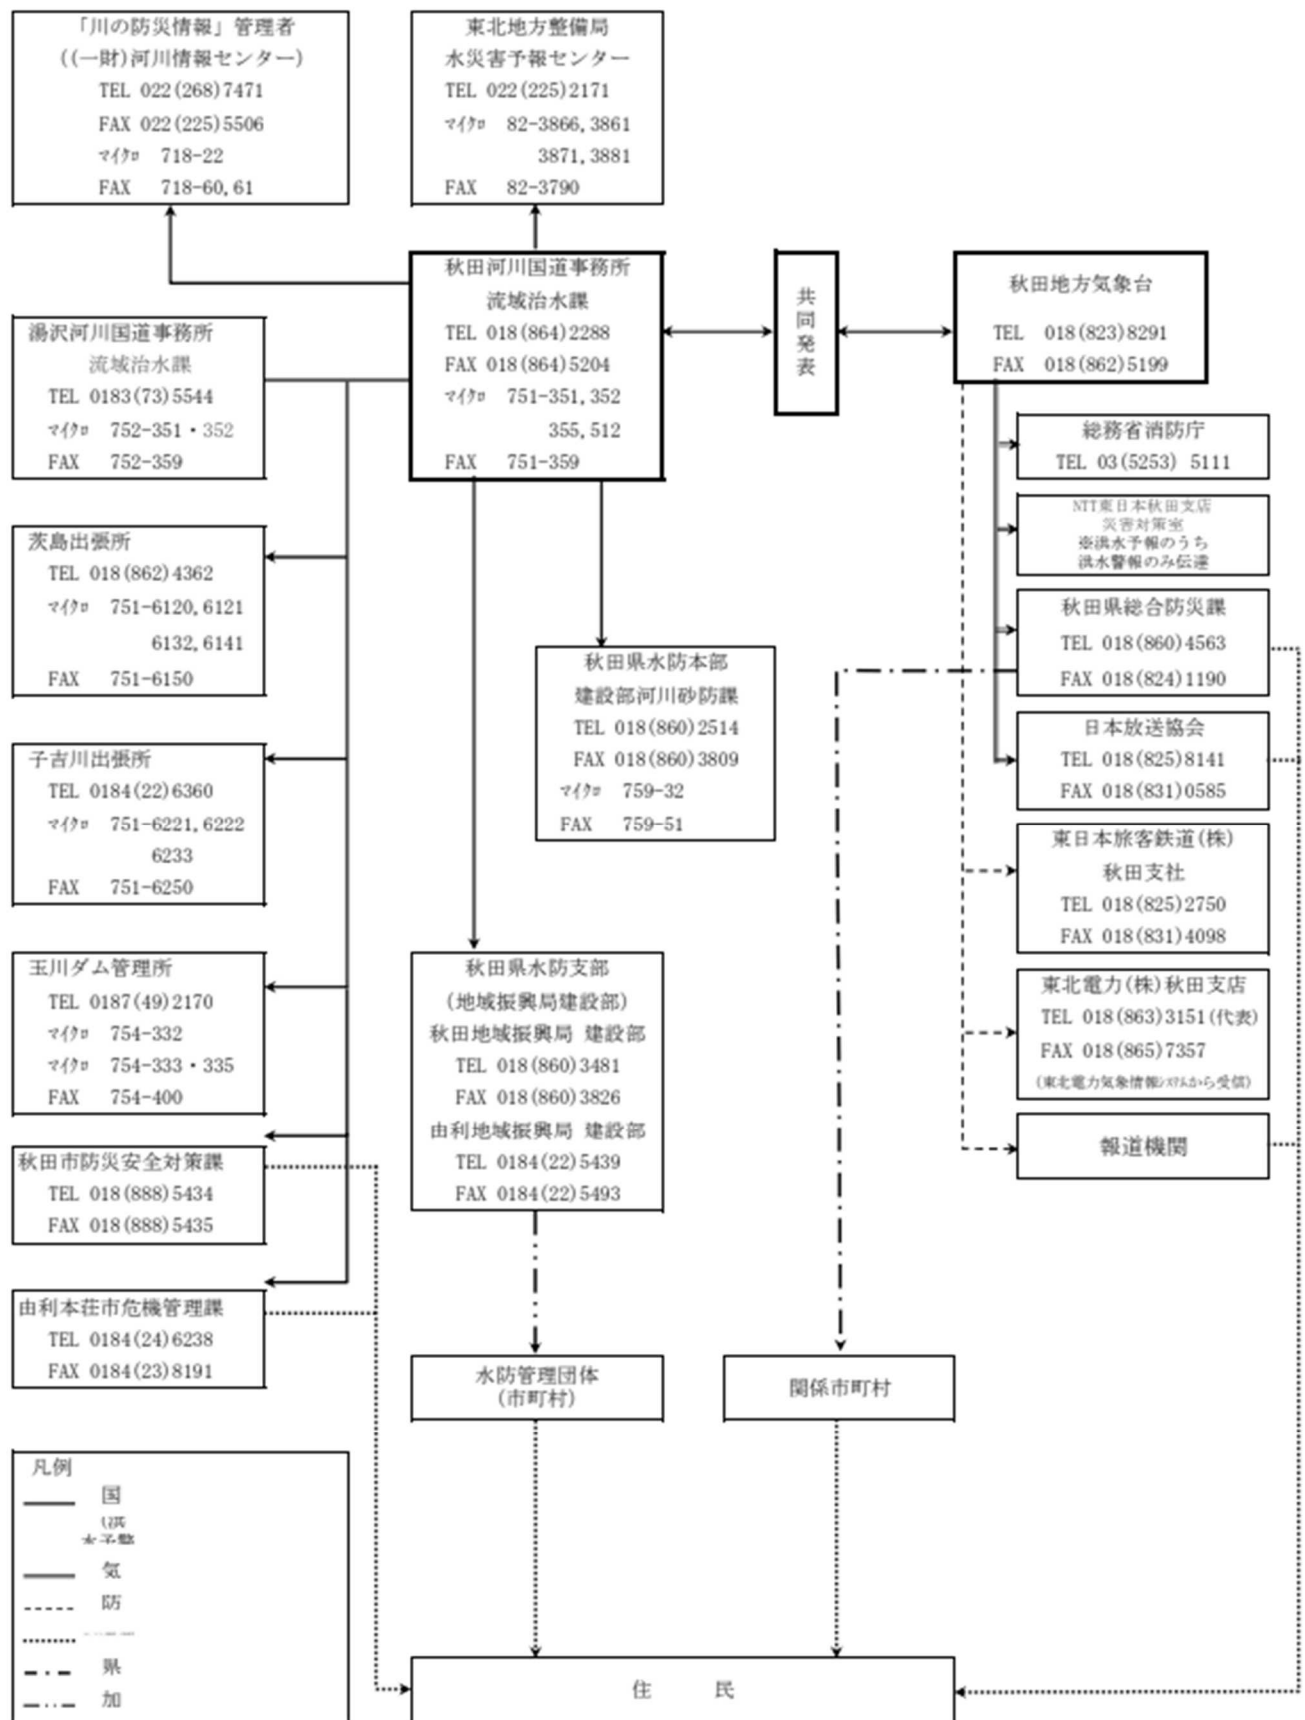 「川の防災情報」管理者
((一財)河川情報センター)
TEL 022(268)7471
FAX 022(225)5506
マイクロ 718-22
FAX 718-60,61
東北地方整備局
水災害予報センター
TEL 022(225)2171
マイクロ 82-3866,3861
3871,3881
FAX 82-3790
秋田河川国道事務所
流域治水課
TEL 018(864)2288
FAX 018(864)5204
マイクロ 751-351,352
355,512
FAX 751-359
共同発表
秋田地方気象台
TEL 018(823)8291
FAX 018(862)5199
湯沢河川国道事務所
流域治水課
TEL 0183(73)5544
マイクロ 752-351・352
FAX 752-359
茨島出張所
TEL 018(862)4362
マイクロ 751-6120,6121
6132,6141
FAX 751-6150
子吉川出張所
TEL 0184(22)6360
マイクロ 751-6221,6222
6233
FAX 751-6250
玉川ダム管理所
TEL 0187(49)2170
マイクロ 754-332
マイクロ 754-333・335
FAX 754-400
秋田市防災安全対策課
TEL 018(888)5434
FAX 018(888)5435
由利本荘市危機管理課
TEL 0184(24)6238
FAX 0184(23)8191
秋田県水防本部
建設部河川砂防課
TEL 018(860)2514
FAX 018(860)3809
マイクロ 759-32
FAX 759-51
秋田県水防支部
(地域振興局建設部)
秋田地域振興局 建設部
TEL 018(860)3481
FAX 018(860)3826
由利地域振興局 建設部
TEL 0184(22)5439
FAX 0184(22)5493
総務省消防庁
TEL 03(5253) 5111
NTT東日本秋田支店
災害対策室
※洪水予報のうち
洪水警報のみ伝達
秋田県総合防災課
TEL 018(860)4563
FAX 018(824)1190
日本放送協会
TEL 018(825)8141
FAX 018(831)0585
東日本旅客鉄道(株)
秋田支社
TEL 018(825)2750
FAX 018(831)4098
東北電力(株)秋田支店
TEL 018(863)3151(代表)
FAX 018(865)7357
(東北電力気象情報システムから受信)
報道機関
水防管理団体
(市町村)
関係市町村
住 民
凡例
国
気
防
県
加